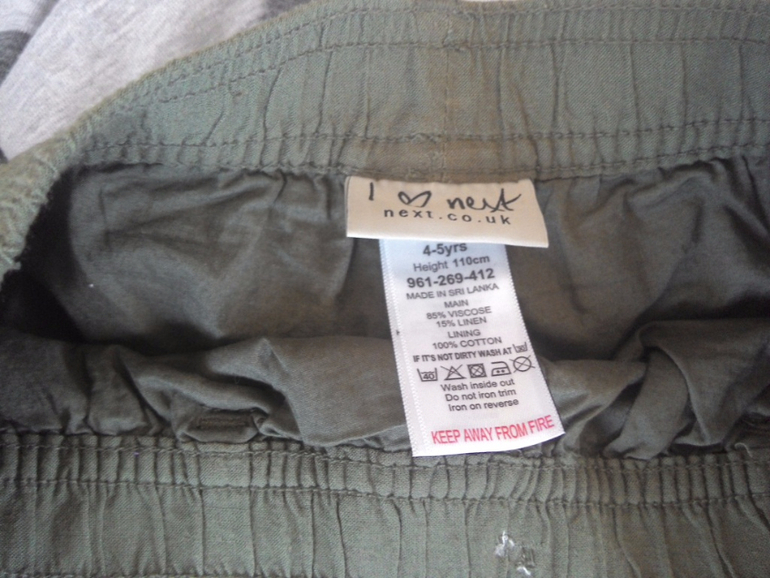 I ♡ next
next.co.uk
4-5yrs
Height 110cm
961-269-412
MADE IN SRI LANKA
MAIN
85% VISCOSE
15% LINEN
LINING
100% COTTON
IF IT'S NOT DIRTY WASH AT 30
40
Wash inside out
Do not iron trim
Iron on reverse
KEEP AWAY FROM FIRE